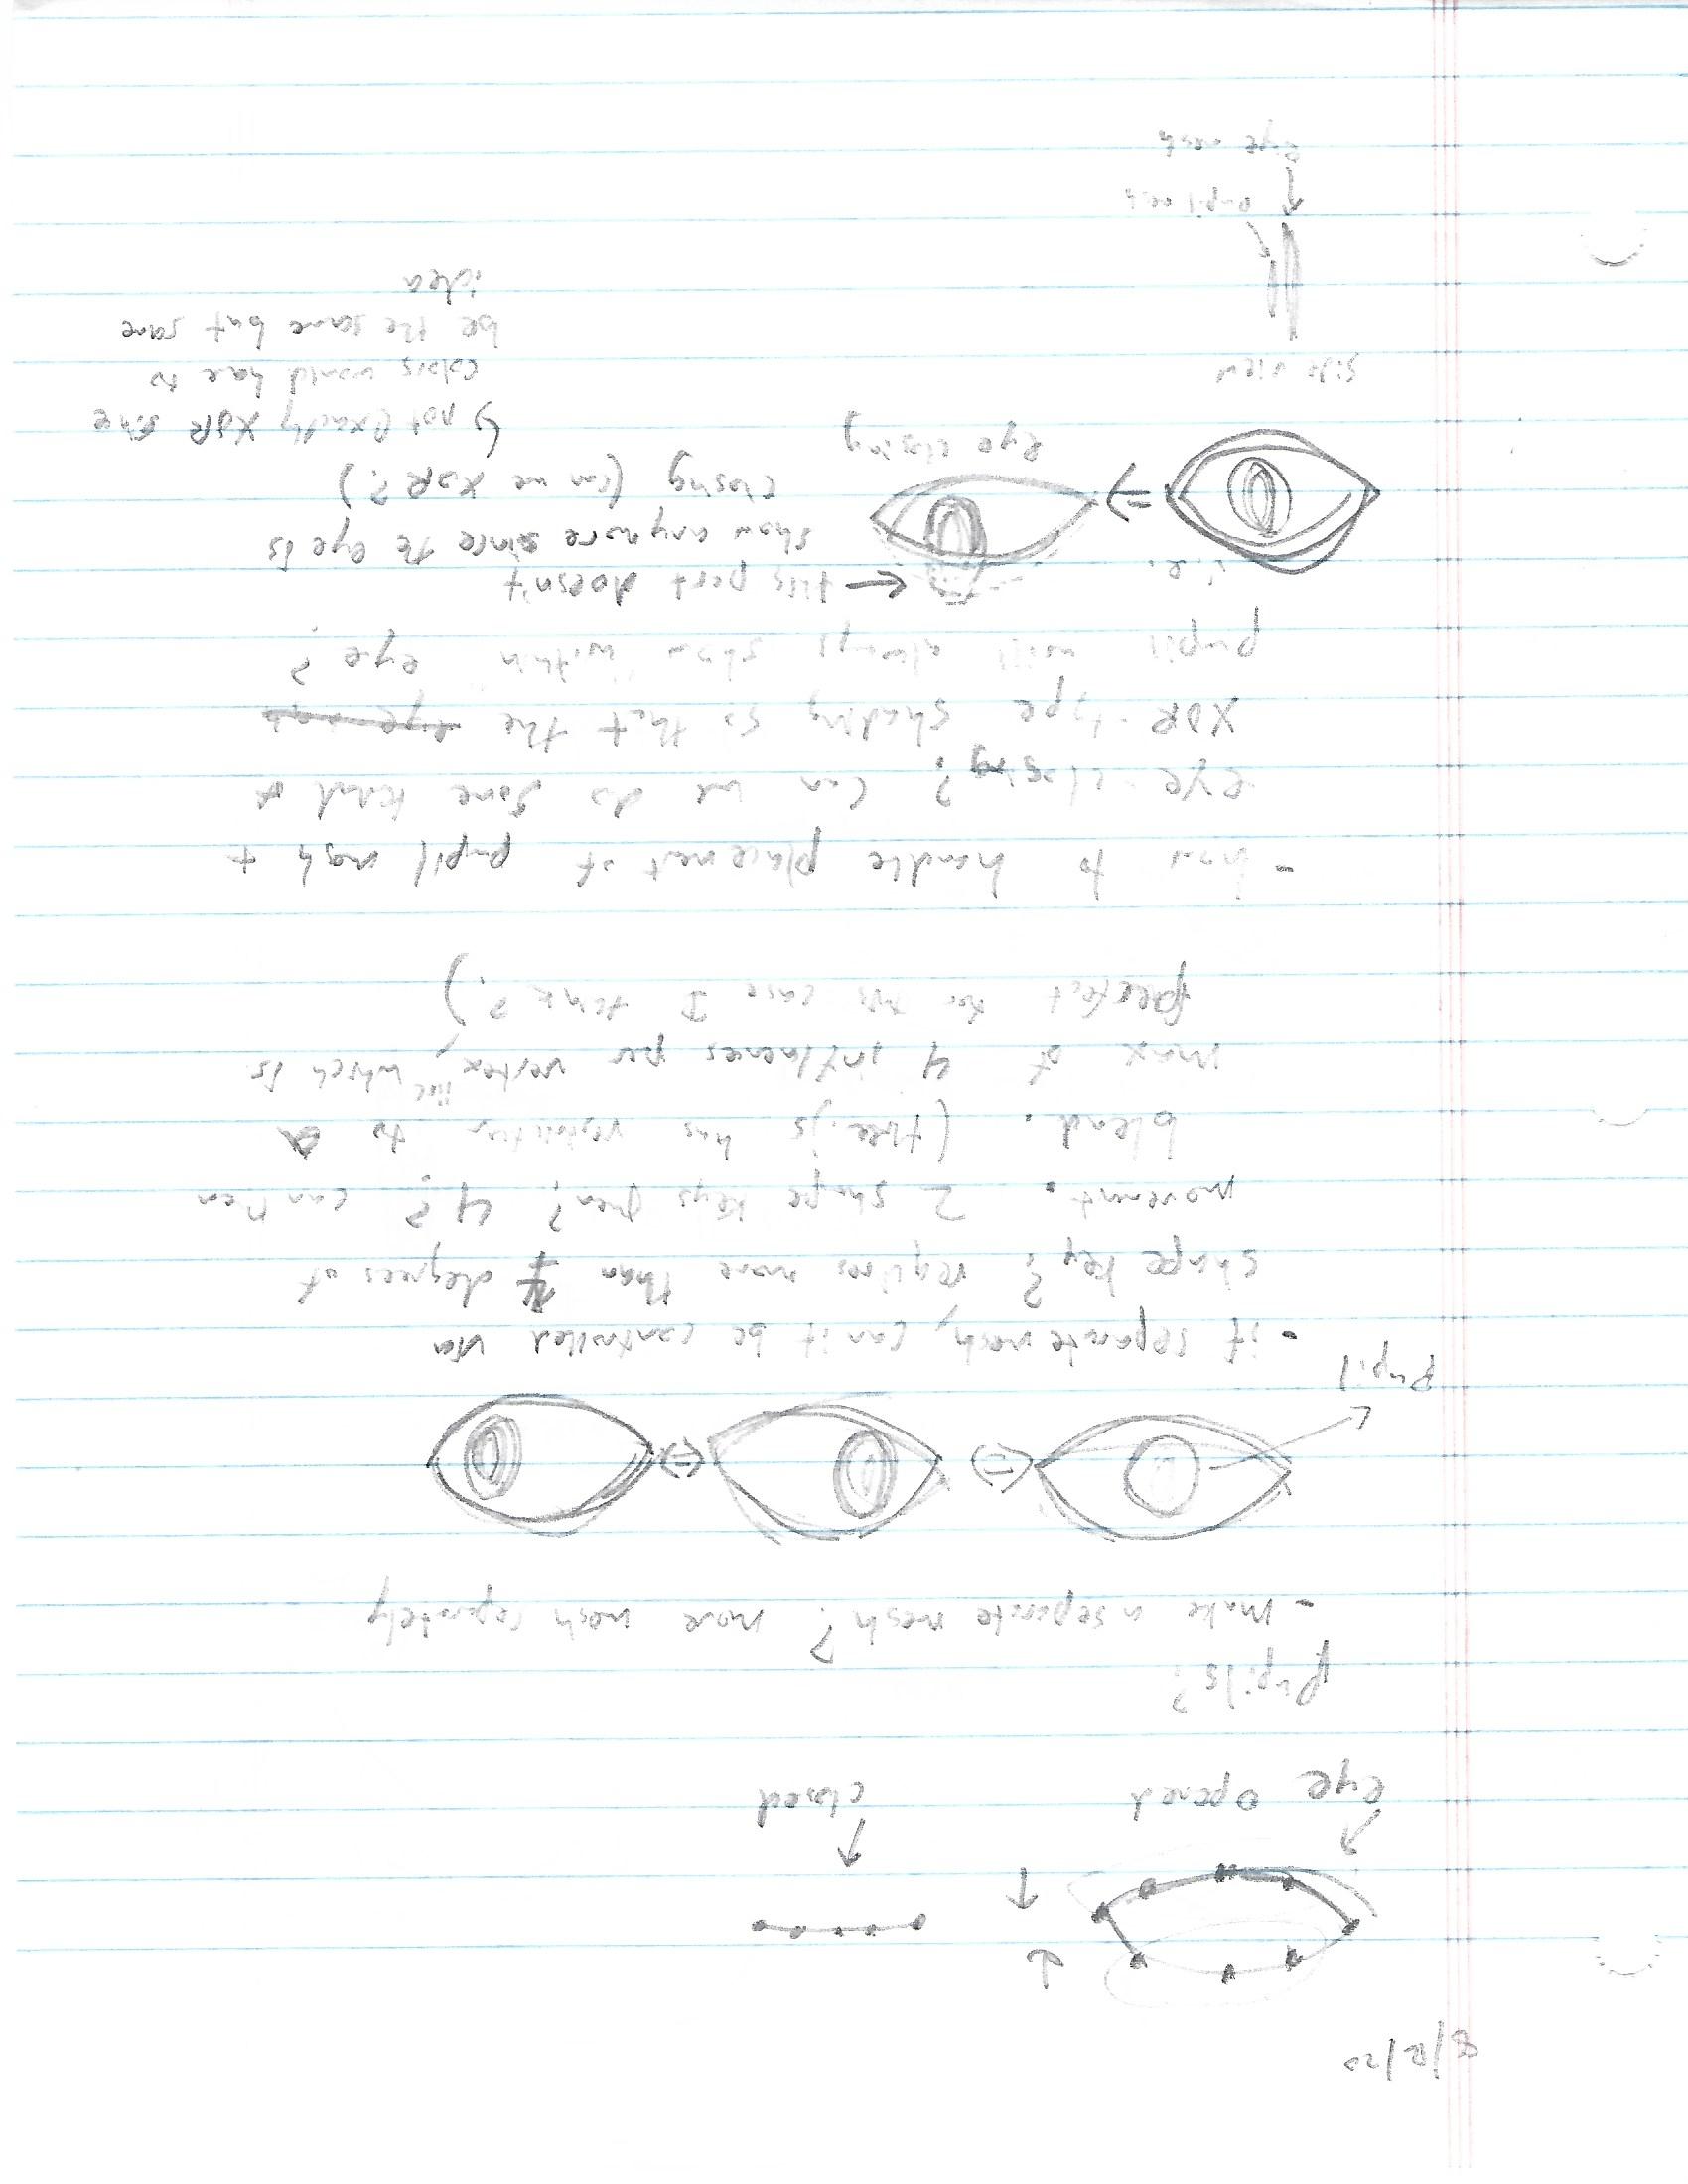 8/12/20
eye opened
closed
pupils?
- make a separate mesh? move mesh separately
pupil
- if separate mesh, can it be controlled via
shape key? requires more than degrees of
movement. 2 shape keys then? 4? can then
blend. (three.js has restriction to a
max of 4 influences per vertex, which is
perfect for this case I think?.)
- how to handle placement of pupil mesh +
eye-closing? Can we do some kind of
XOR-type shading so that the
pupil will always show "within" eye?
i.e.
← this part doesn't
show anymore since the eye is
closing (can we XOR?)
eye closing
↳ not exactly XOR since
colors would have to
be the same but same
idea
side view
pupil mesh
eye mesh